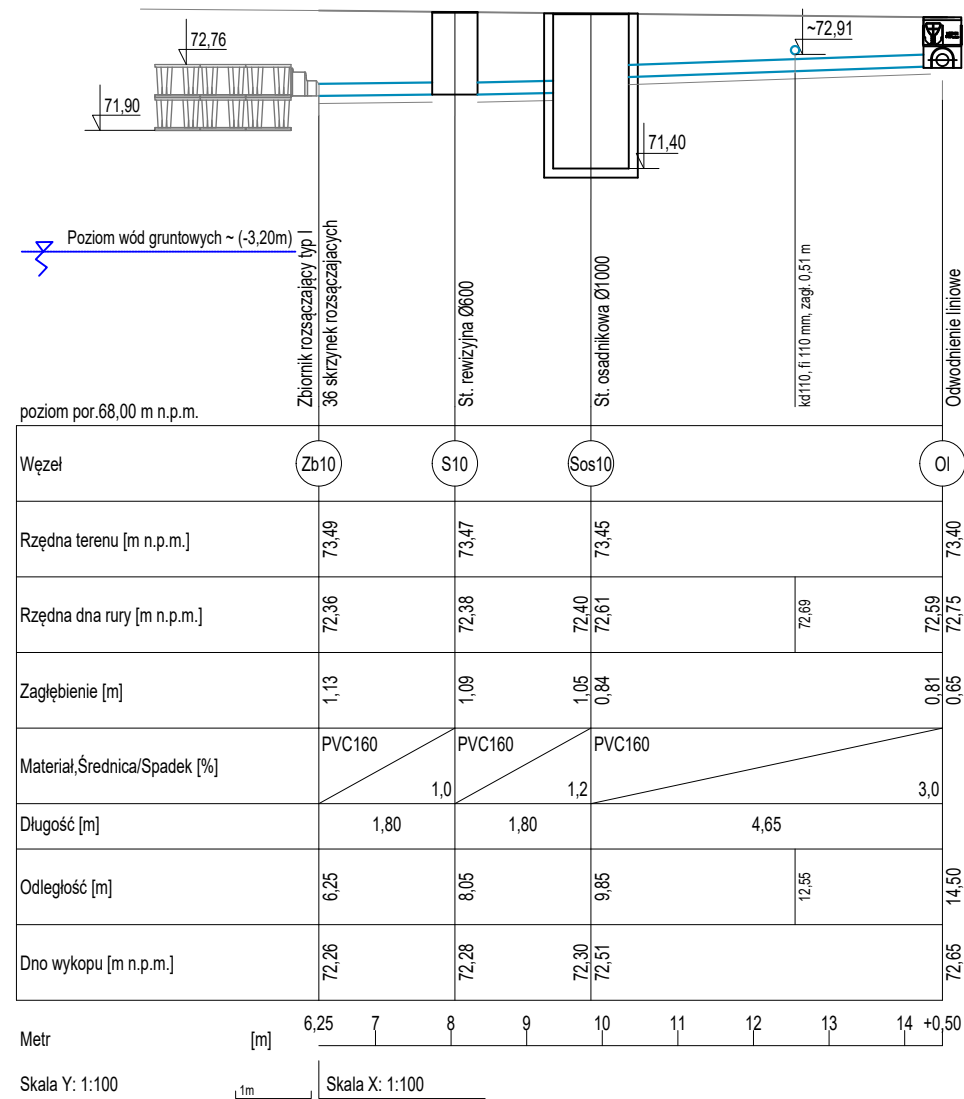 72,76
~72,91
71,90
71,40
Poziom wód gruntowych ~ (-3,20m)
Zbiornik rozsączający typ I
36 skrzynek rozsączajacych
St. rewizyjna Ø600
St. osadnikowa Ø1000
kd110, fi 110 mm, zagł. 0,51 m
Odwodnienie liniowe
poziom por.68,00 m n.p.m.
Węzeł Zb10 S10 Sos10 Ol
Rzędna terenu [m n.p.m.] 73,49 73,47 73,45 73,40
Rzędna dna rury [m n.p.m.] 72,36 72,38 72,40 72,61 72,69 72,59 72,75
Zagłębienie [m] 1,13 1,09 1,05 0,84 0,81 0,65
Materiał,Średnica/Spadek [%] PVC160 1,0 PVC160 1,2 PVC160 3,0
Długość [m] 1,80 1,80 4,65
Odległość [m] 6,25 8,05 9,85 12,55 14,50
Dno wykopu [m n.p.m.] 72,26 72,28 72,30 72,51 72,65
Metr [m] 6,25 7 8 9 10 11 12 13 14 +0,50
Skala Y: 1:100 1m Skala X: 1:100